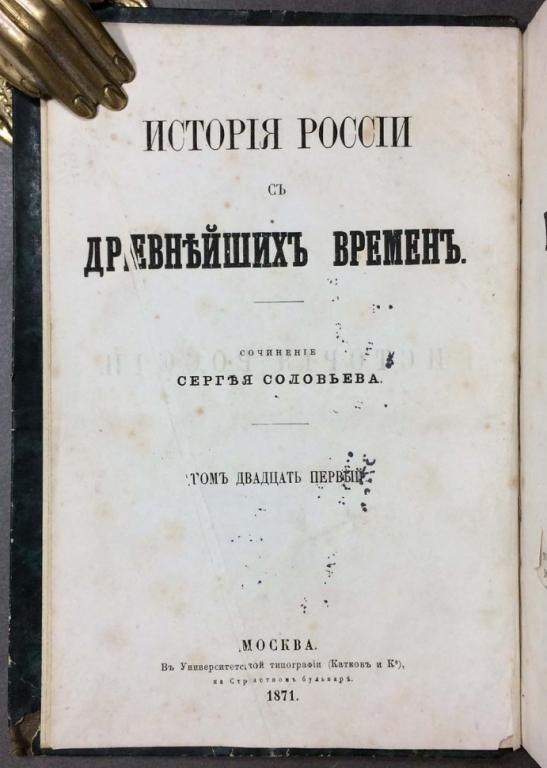 ИСТОРІЯ РОССІИ
СЪ
ДРЕВНѢЙШИХЪ ВРЕМЕНЪ.
СОЧИНЕНІЕ
СЕРГѢЯ СОЛОВЬЕВА.
ТОМЪ ДВАДЦАТЬ ПЕРВЫЙ
МОСКВА.
Въ Университетской типографіи (Катковъ и Кº),
на Страстномъ бульварѣ.
1871.